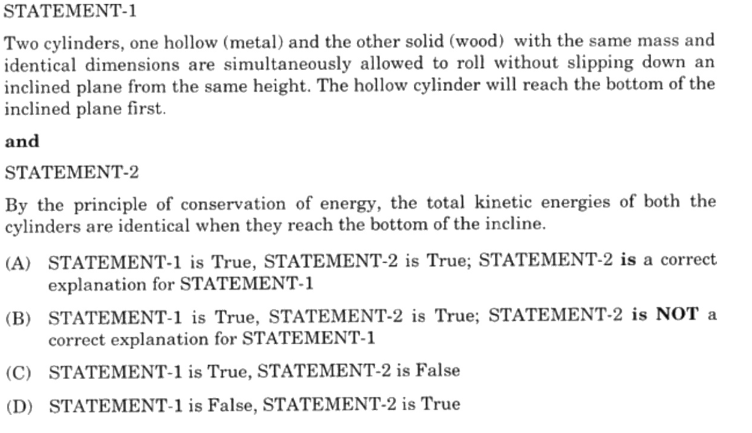 STATEMENT-1
Two cylinders, one hollow (metal) and the other solid (wood) with the same mass and
identical dimensions are simultaneously allowed to roll without slipping down an
inclined plane from the same height. The hollow cylinder will reach the bottom of the
inclined plane first.
and
STATEMENT-2
By the principle of conservation of energy, the total kinetic energies of both the
cylinders are identical when they reach the bottom of the incline.
(A) STATEMENT-1 is True, STATEMENT-2 is True; STATEMENT-2 is a correct
explanation for STATEMENT-1
(B) STATEMENT-1 is True, STATEMENT-2 is True; STATEMENT-2 is NOT a
correct explanation for STATEMENT-1
(C) STATEMENT-1 is True, STATEMENT-2 is False
(D) STATEMENT-1 is False, STATEMENT-2 is True